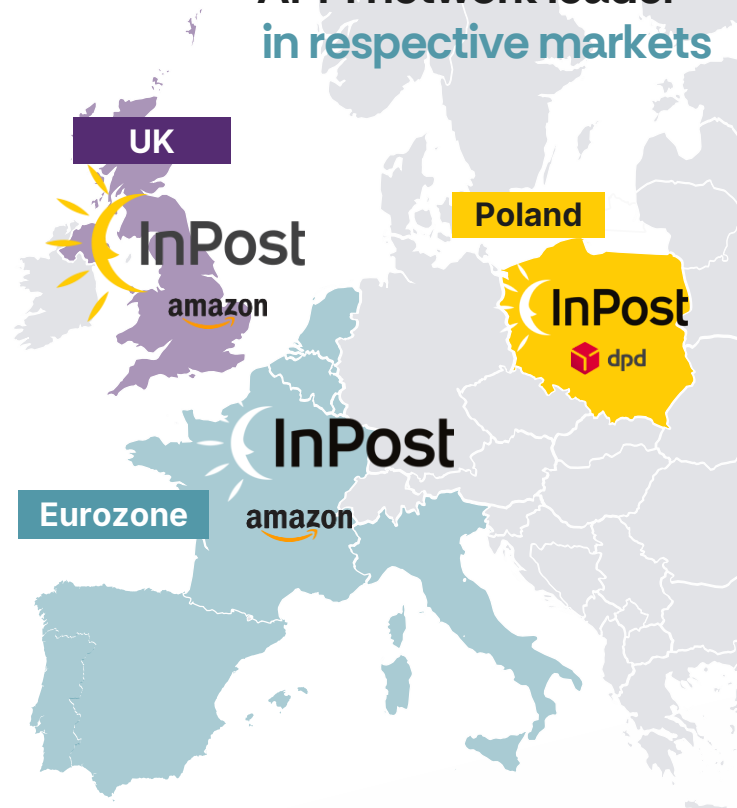 in respective markets
UK
InPost
amazon
Poland
InPost
dpd
InPost
Eurozone
amazon